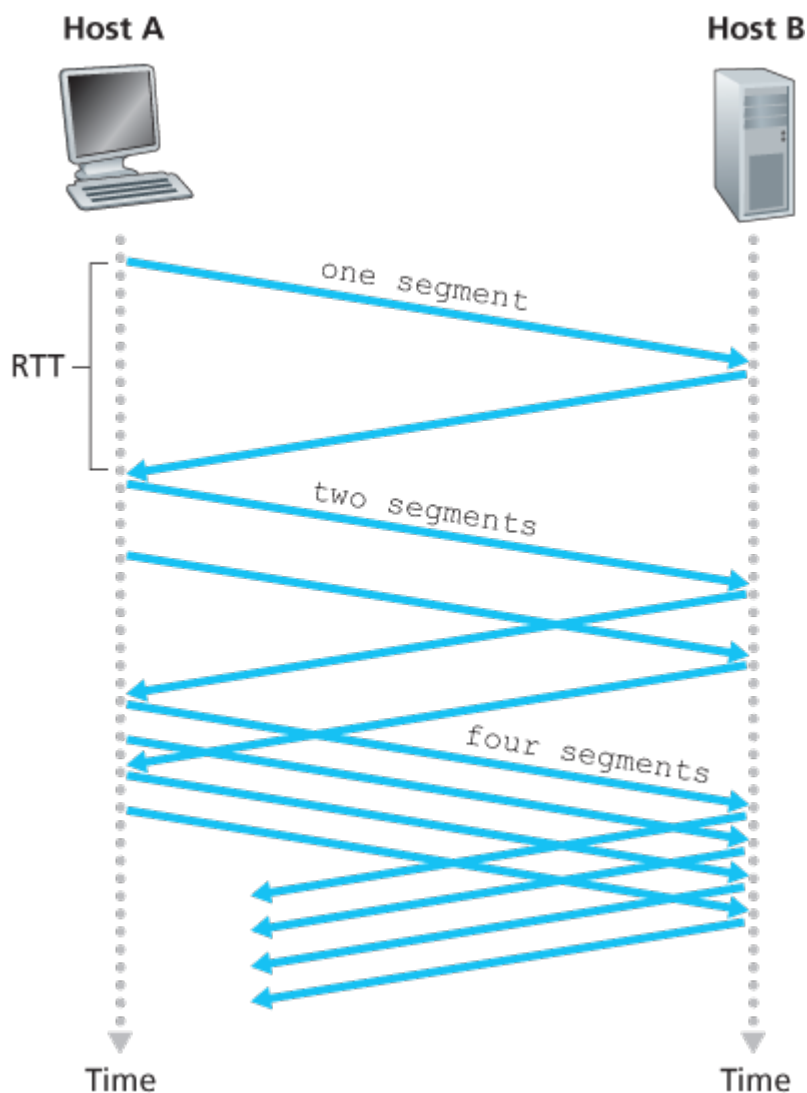 Host A
Host B
one segment
RTT
two segments
four segments
Time
Time